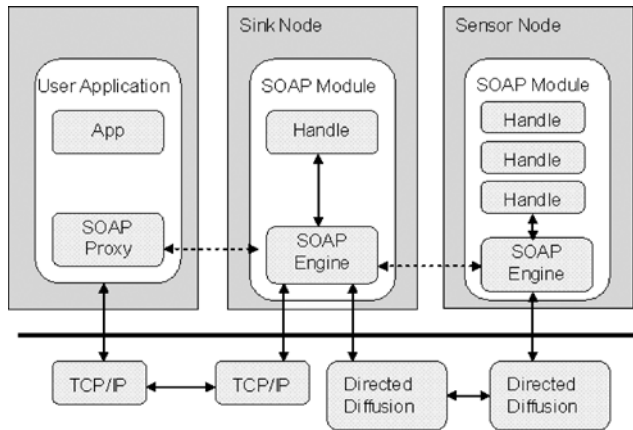 Sink Node
Sensor Node
User Application
App
SOAP
Proxy
SOAP Module
Handle
SOAP
Engine
SOAP Module
Handle
Handle
Handle
SOAP
Engine
TCP/IP
TCP/IP
Directed
Diffusion
Directed
Diffusion